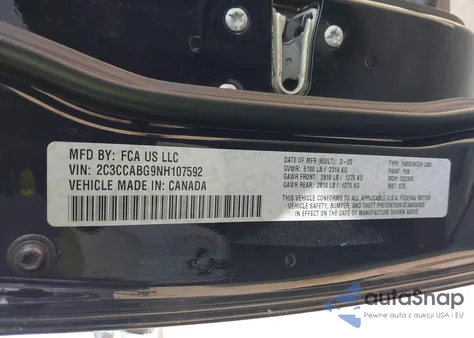 MFD BY: FCA US LLC
VIN: 2C3CCABG9NH107592
VEHICLE MADE IN: CANADA
DATE OF MFR (BUILT): 2-22
GVWR: 5100 LB / 2314 KG
GAWR FRONT: 2810 LB / 1275 KG
GAWR REAR: 2810 LB / 1275 KG
TYPE: PASSENGER CAR
PAINT: PX8
MDH:
THIS VEHICLE CONFORMS TO ALL APPLICABLE U.S. FEDERAL MOTOR
VEHICLE SAFETY, BUMPER, AND THEFT PREVENTION STANDARDS
IN EFFECT ON THE DATE OF MANUFACTURE SHOWN ABOVE.
autoSnap
Pewne auta z aukcji USA i EU